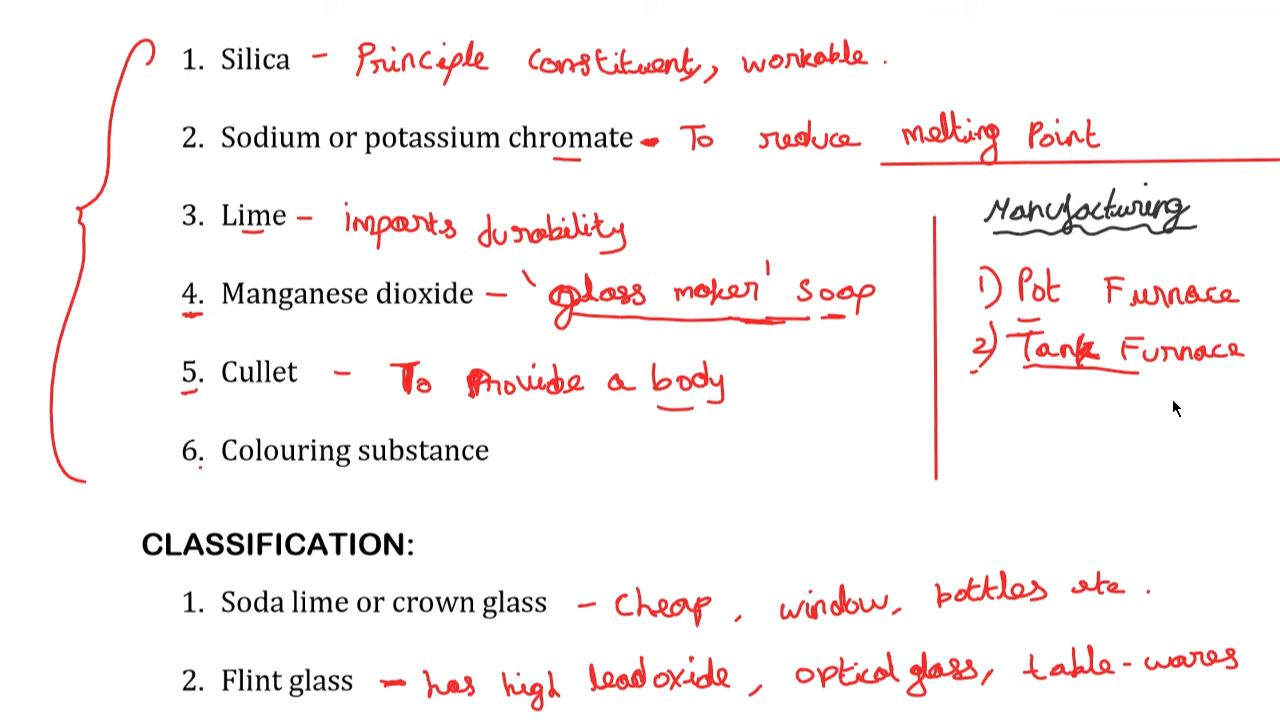 1. Silica - Principle constituent, workable.
2. Sodium or potassium chromate - To reduce melting Point
3. Lime - imparts durability
4. Manganese dioxide - 'glass maker' soap
5. Cullet - To Provide a body
6. Colouring substance
Manufacturing
1) Pot Furnace
2) Tank Furnace
CLASSIFICATION:
1. Soda lime or crown glass - Cheap, window, bottles etc.
2. Flint glass - has high lead oxide, optical glass, table-wares